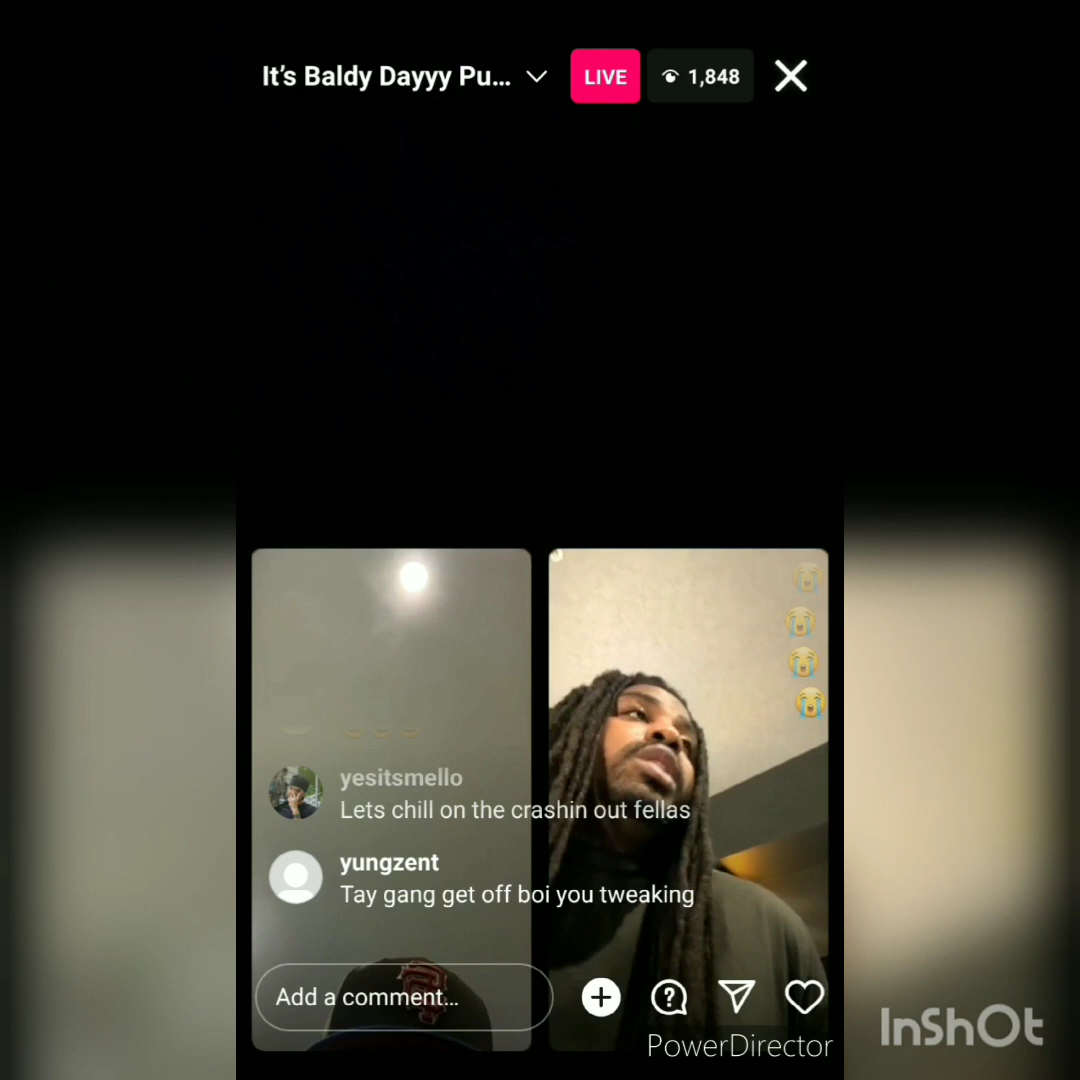 It's Baldy Dayyy Pu...
LIVE
1,848
yesitsmello
Lets chill on the crashin out fellas
yungzent
Tay gang get off boi you tweaking
Add a comment...
SF
PowerDirector
InShOt